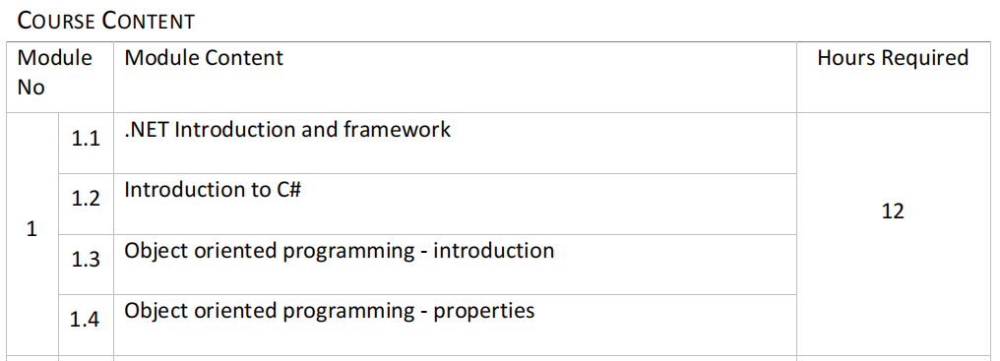 COURSE CONTENT
Module No
Module Content
Hours Required
1
1.1
.NET Introduction and framework
1.2
Introduction to C#
1.3
Object oriented programming - introduction
1.4
Object oriented programming - properties
12